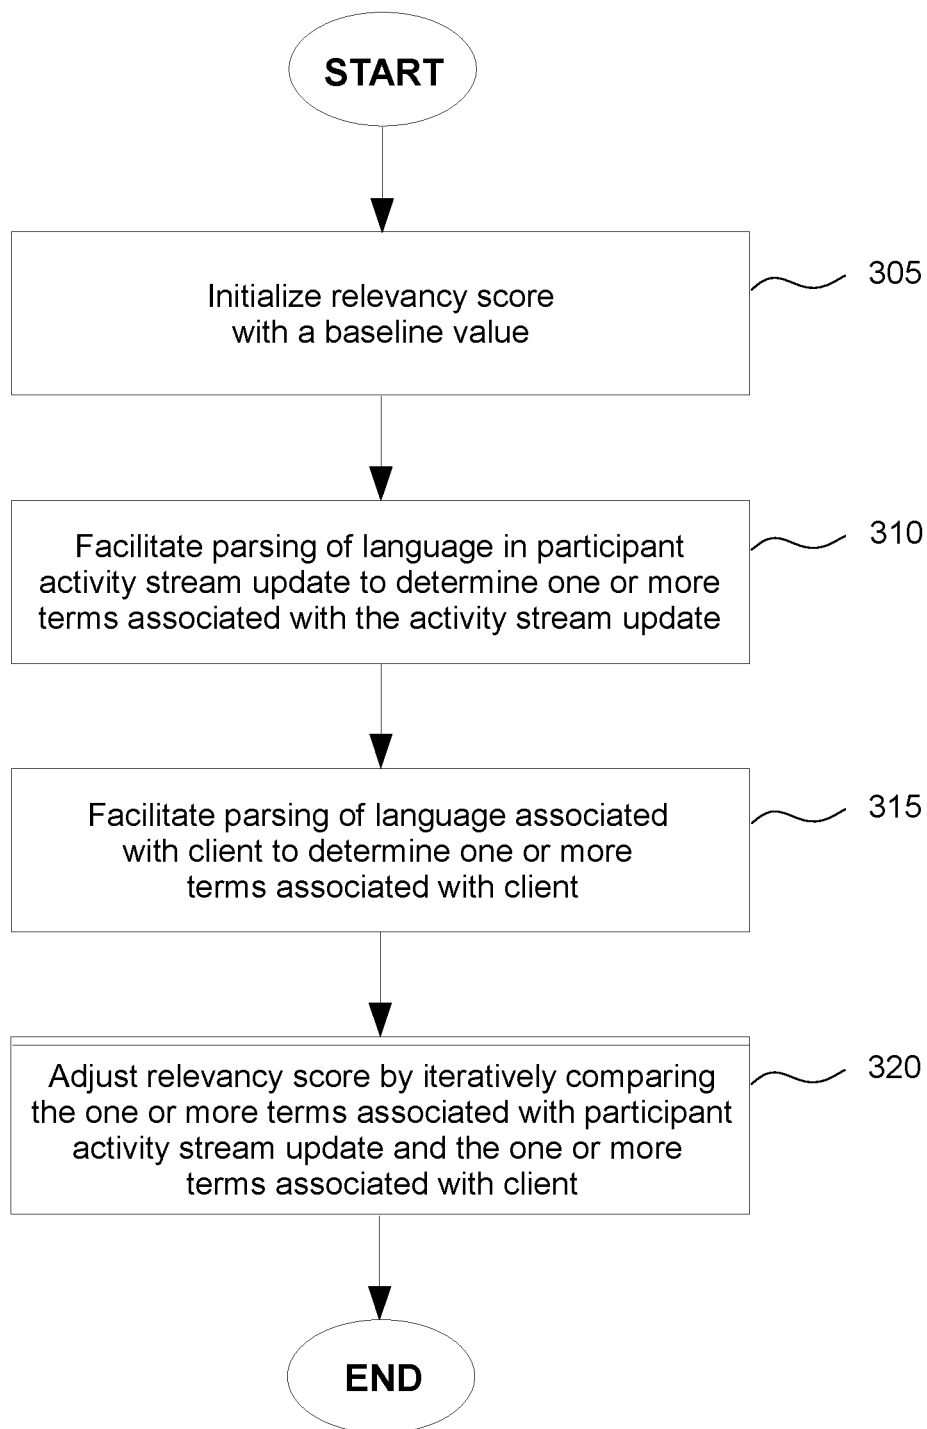 START
Initialize relevancy score
with a baseline value
305
Facilitate parsing of language in participant
activity stream update to determine one or more
terms associated with the activity stream update
310
Facilitate parsing of language associated
with client to determine one or more
terms associated with client
315
Adjust relevancy score by iteratively comparing
the one or more terms associated with participant
activity stream update and the one or more
terms associated with client
320
END